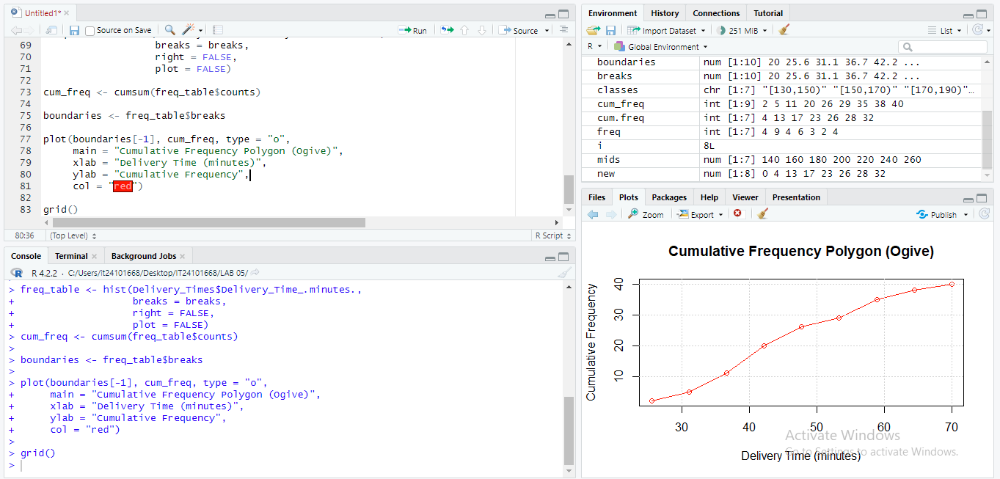 Untitled1*
Source on Save
Run
Source
69 breaks = breaks,
70 right = FALSE,
71 plot = FALSE)
72
73 cum_freq <- cumsum(freq_table$counts)
74
75 boundaries <- freq_table$breaks
76
77 plot(boundaries[-1], cum_freq, type = "o",
78 main = "Cumulative Frequency Polygon (Ogive)",
79 xlab = "Delivery Time (minutes)",
80 ylab = "Cumulative Frequency",
81 col = "red")
82
83 grid()
80:36 (Top Level) R Script
Console Terminal Background Jobs
R 4.2.2 · C:/Users/it24101668/Desktop/IT24101668/LAB 05/
> freq_table <- hist(Delivery_Times$Delivery_Time_.minutes.,
+ breaks = breaks,
+ right = FALSE,
+ plot = FALSE)
> cum_freq <- cumsum(freq_table$counts)
>
> boundaries <- freq_table$breaks
>
> plot(boundaries[-1], cum_freq, type = "o",
+ main = "Cumulative Frequency Polygon (Ogive)",
+ xlab = "Delivery Time (minutes)",
+ ylab = "Cumulative Frequency",
+ col = "red")
>
> grid()
>
Environment History Connections Tutorial
Import Dataset 251 MiB List
R Global Environment
boundaries num [1:10] 20 25.6 31.1 36.7 42.2 ...
breaks num [1:10] 20 25.6 31.1 36.7 42.2 ...
classes chr [1:7] "[130,150)" "[150,170)" "[170,190)"…
cum_freq int [1:9] 2 5 11 20 26 29 35 38 40
cum.freq int [1:7] 4 13 17 23 26 28 32
freq int [1:7] 4 9 4 6 3 2 4
i 8L
mids num [1:7] 140 160 180 200 220 240 260
new num [1:8] 0 4 13 17 23 26 28 32
Files Plots Packages Help Viewer Presentation
Zoom Export Publish
Cumulative Frequency Polygon (Ogive)
Cumulative Frequency
40
30
20
10
30 40 50 60 70
Delivery Time (minutes)
Activate Windows
Go to Settings to activate Windows.